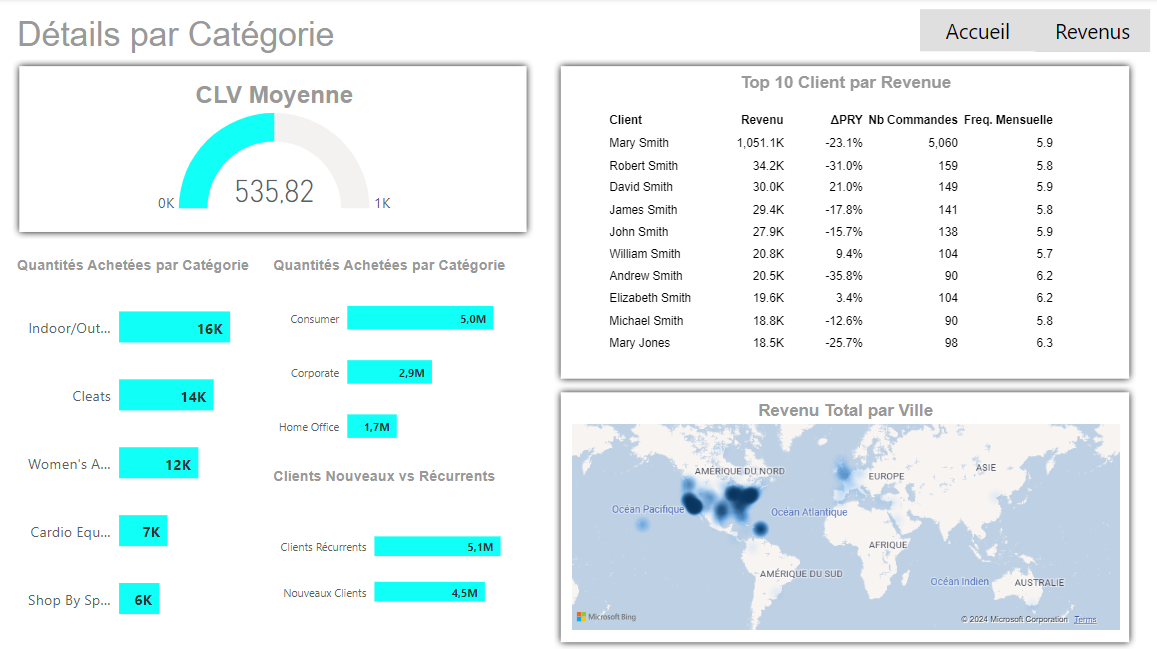 Détails par Catégorie
Accueil
Revenus
CLV Moyenne
535,82
0K
1K
Quantités Achetées par Catégorie
Indoor/Out... 16K
Cleats 14K
Women's A... 12K
Cardio Equ... 7K
Shop By Sp... 6K
Quantités Achetées par Catégorie
Consumer 5,0M
Corporate 2,9M
Home Office 1,7M
Clients Nouveaux vs Récurrents
Clients Récurrents 5,1M
Nouveaux Clients 4,5M
Top 10 Client par Revenue
Client Revenu ΔPRY Nb Commandes Freq. Mensuelle
Mary Smith 1,051.1K -23.1% 5,060 5.9
Robert Smith 34.2K -31.0% 159 5.8
David Smith 30.0K 21.0% 149 5.9
James Smith 29.4K -17.8% 141 5.8
John Smith 27.9K -15.7% 138 5.9
William Smith 20.8K 9.4% 104 5.7
Andrew Smith 20.5K -35.8% 90 6.2
Elizabeth Smith 19.6K 3.4% 104 6.2
Michael Smith 18.8K -12.6% 90 5.8
Mary Jones 18.5K -25.7% 98 6.3
Revenu Total par Ville
AMÉRIQUE DU NORD
EUROPE
ASIE
Océan Pacifique
Océan Atlantique
AFRIQUE
AMÉRIQUE DU SUD
Océan Indien
AUSTRALIE
Microsoft Bing
© 2024 Microsoft Corporation Terms